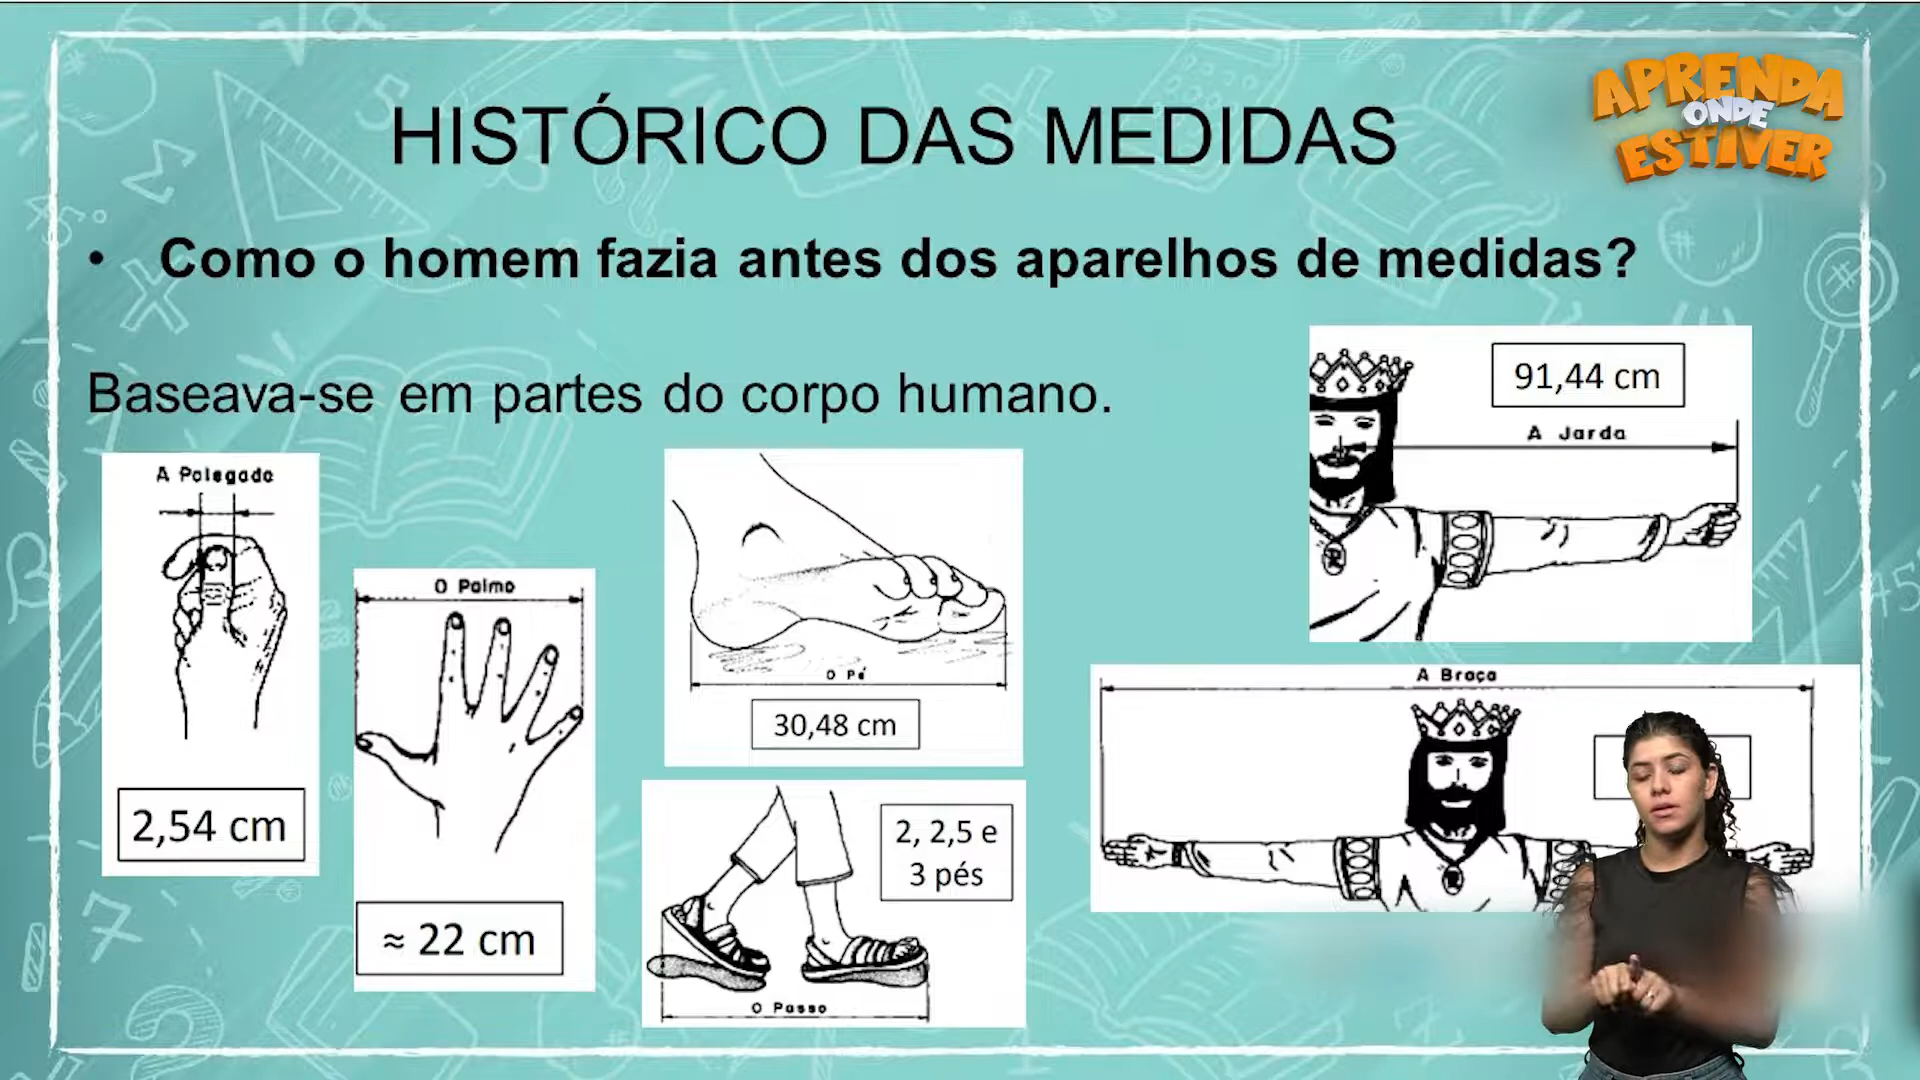 APRENDA
ONDE
ESTIVER
HISTÓRICO DAS MEDIDAS
• Como o homem fazia antes dos aparelhos de medidas?
Baseava-se em partes do corpo humano.
A Polegada
2,54 cm
O Palmo
≈ 22 cm
O Pé
30,48 cm
2, 2,5 e
3 pés
O Passo
91,44 cm
A Jarda
A Braça